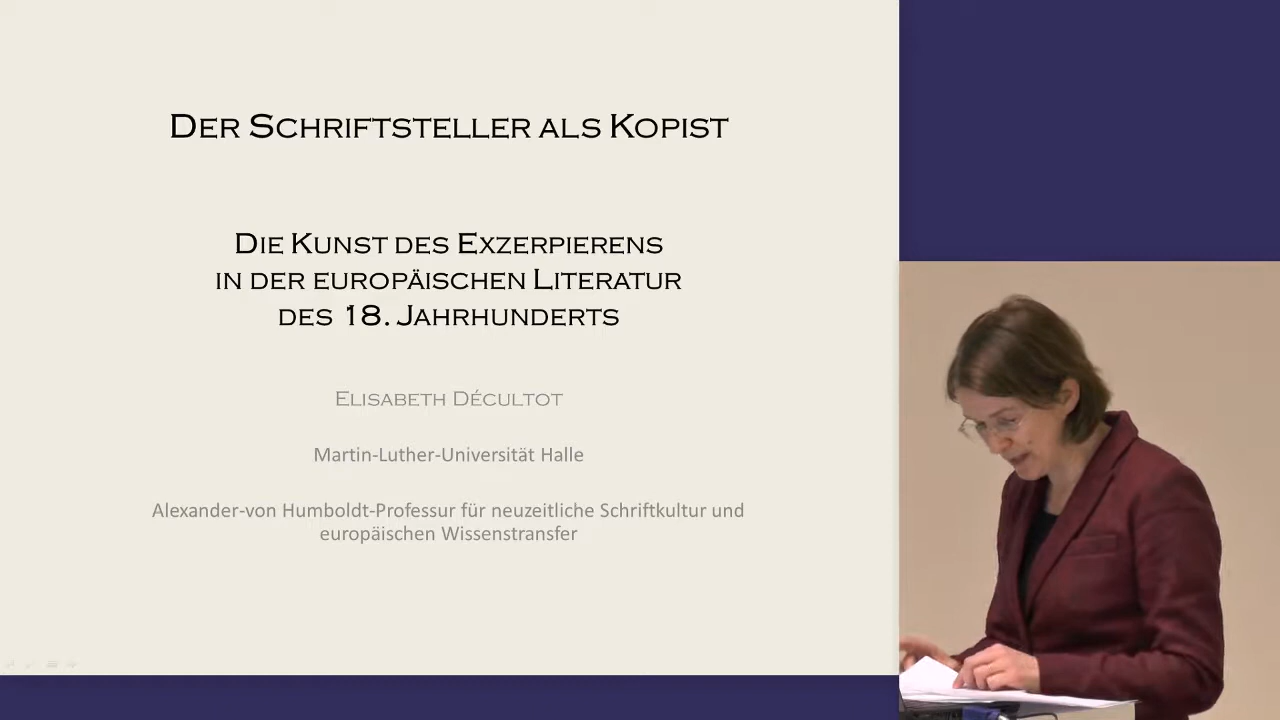 Der Schriftsteller als Kopist
Die Kunst des Exzerpierens
in der europäischen Literatur
des 18. Jahrhunderts
Elisabeth Décultot
Martin-Luther-Universität Halle
Alexander-von Humboldt-Professur für neuzeitliche Schriftkultur und
europäischen Wissenstransfer